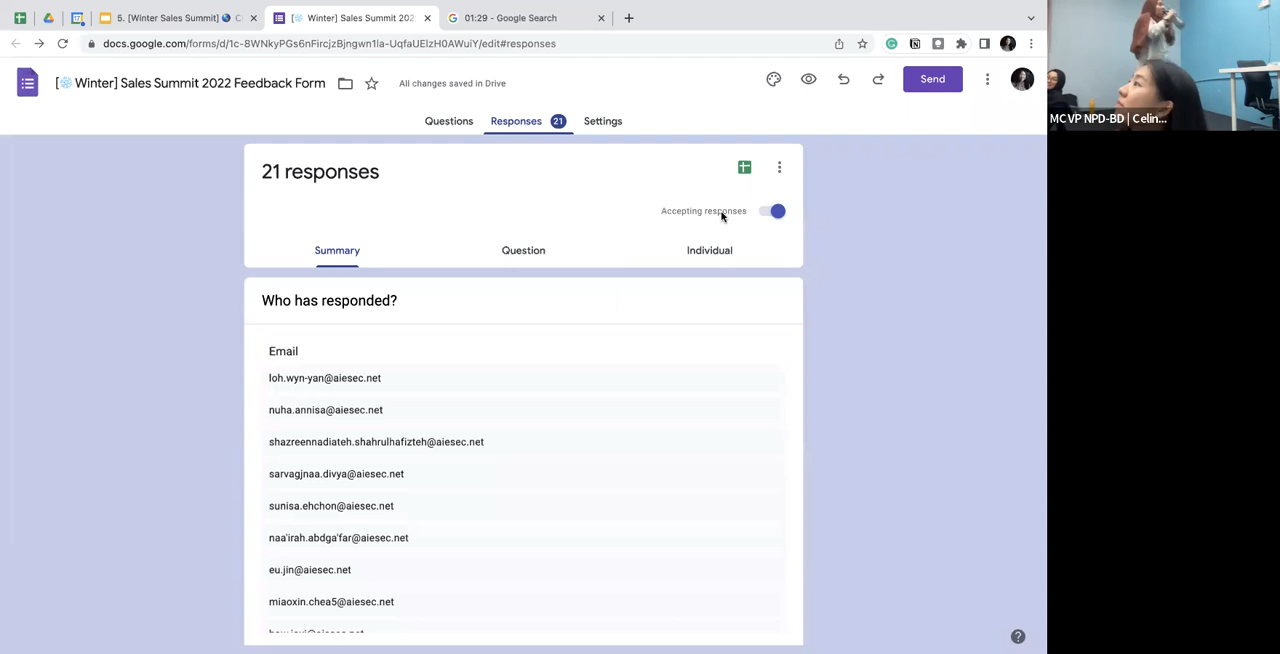 5. [Winter Sales Summit] 🌏 C
[❄️ Winter] Sales Summit 202
01:29 - Google Search
docs.google.com/forms/d/1c-8WNkyPGs6nFircjzBjngwn1la-UqfaUElzH0AWuiY/edit#responses
[❄️Winter] Sales Summit 2022 Feedback Form
All changes saved in Drive
Send
Questions
Responses
21
Settings
21 responses
Accepting responses
Summary
Question
Individual
Who has responded?
Email
loh.wyn-yan@aiesec.net
nuha.annisa@aiesec.net
shazreennadiateh.shahrulhafizteh@aiesec.net
sarvagjnaa.divya@aiesec.net
sunisa.ehchon@aiesec.net
naa'irah.abdga'far@aiesec.net
eu.jin@aiesec.net
miaoxin.chea5@aiesec.net
MCVP NPD-BD | Celin...